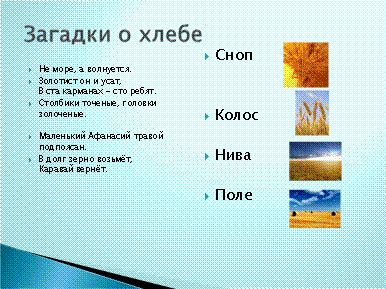 Загадки о хлебе
Не море, а волнуется.
Золотист он и усат,
В ста карманах – сто ребят.
Столбики точеные, головки
золоченые.
Маленький Афанасий травой
подпоясан.
В долг зерно возьмёт,
Каравай вернёт.
Сноп
Колос
Нива
Поле